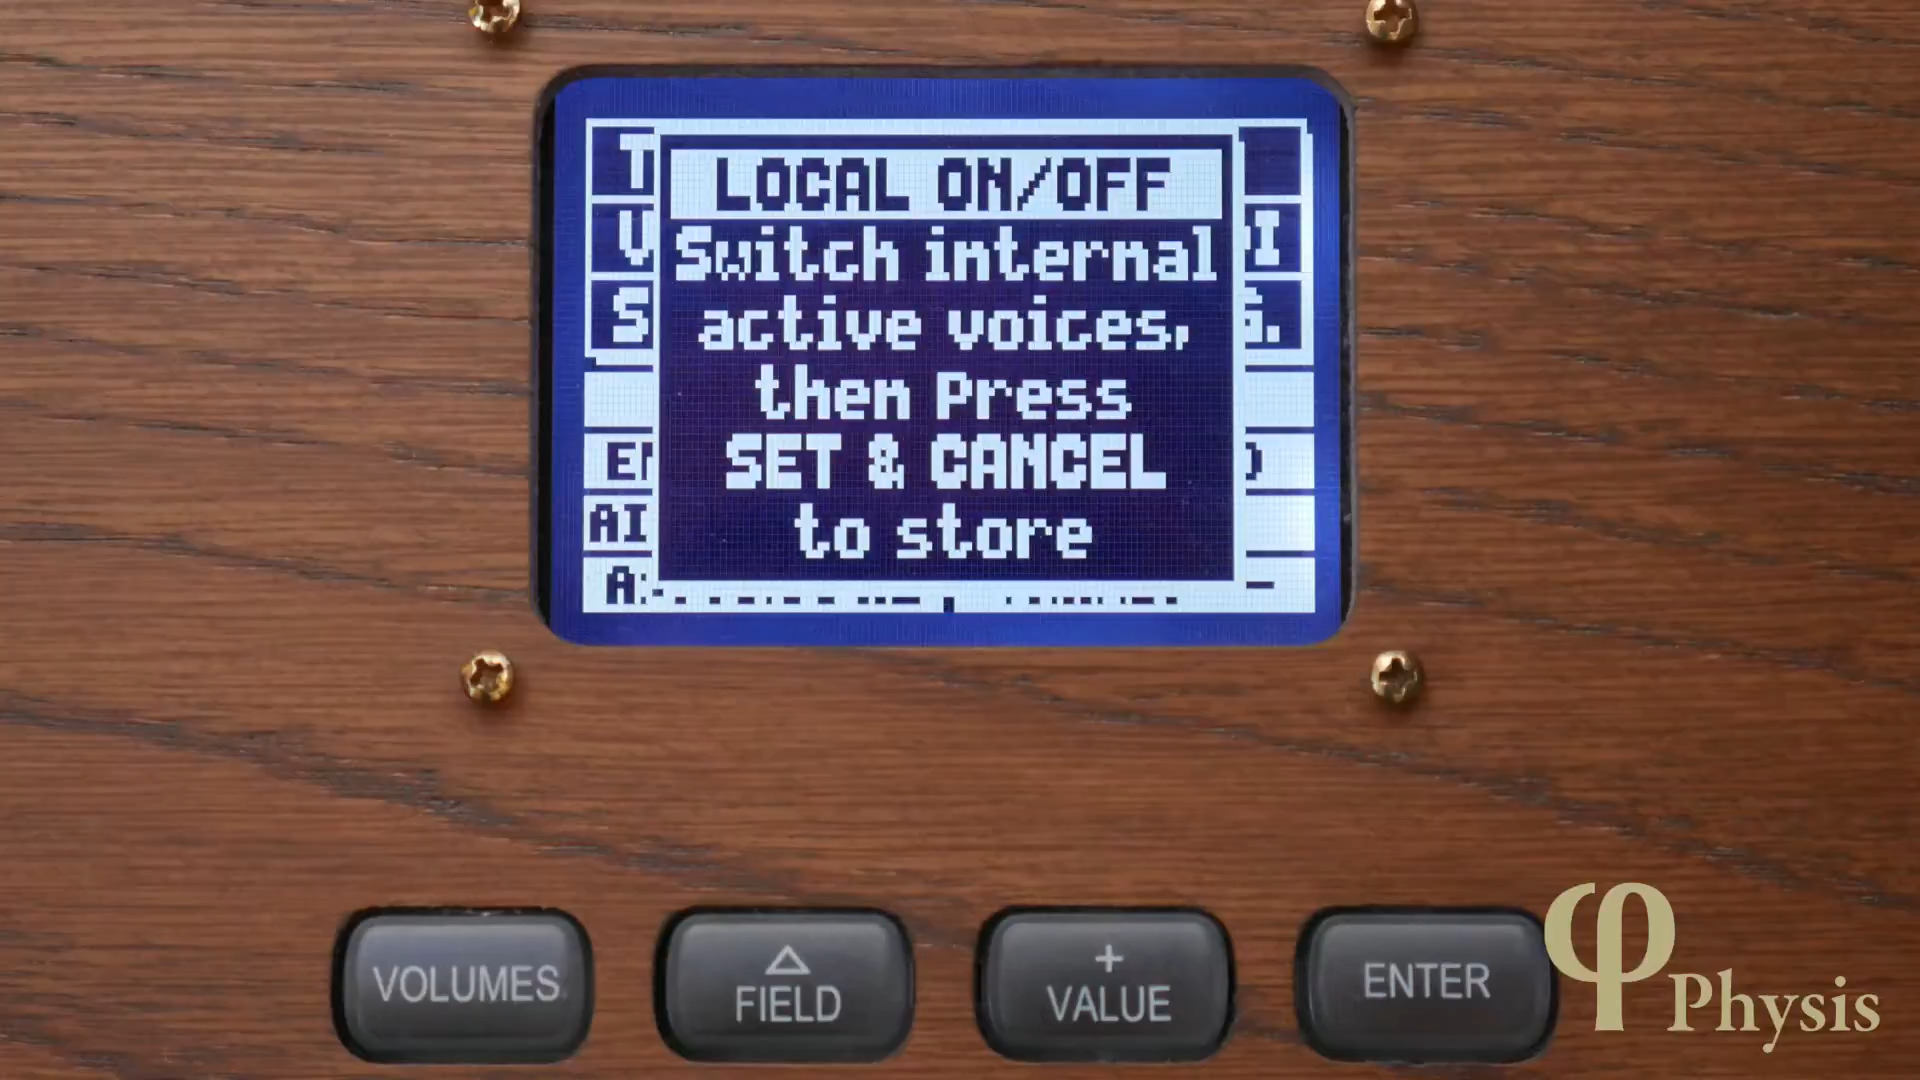 LOCAL ON/OFF
Switch internal
active voices,
then Press
SET & CANCEL
to store
VOLUMES
FIELD
+
VALUE
ENTER
φ Physis